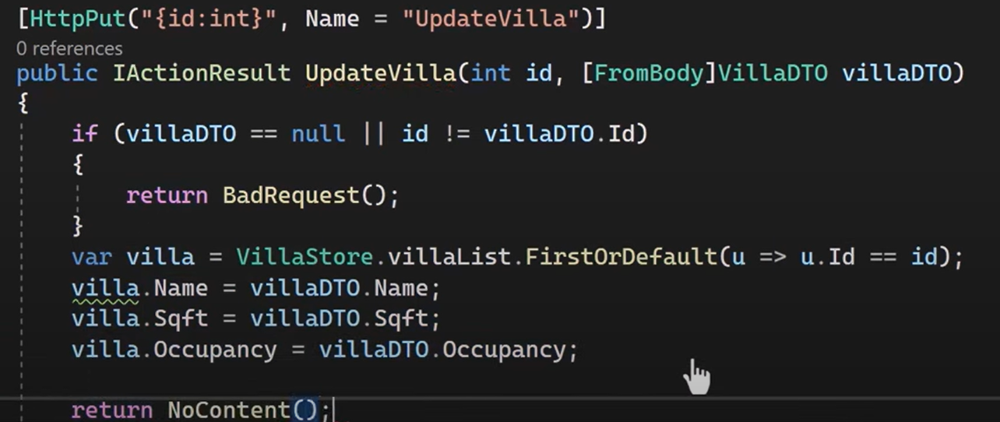 [HttpPut("{id:int}", Name = "UpdateVilla")]
0 references
public IActionResult UpdateVilla(int id, [FromBody]VillaDTO villaDTO)
{
if (villaDTO == null || id != villaDTO.Id)
{
return BadRequest();
}
var villa = VillaStore.villaList.FirstOrDefault(u => u.Id == id);
villa.Name = villaDTO.Name;
villa.Sqft = villaDTO.Sqft;
villa.Occupancy = villaDTO.Occupancy;
return NoContent();